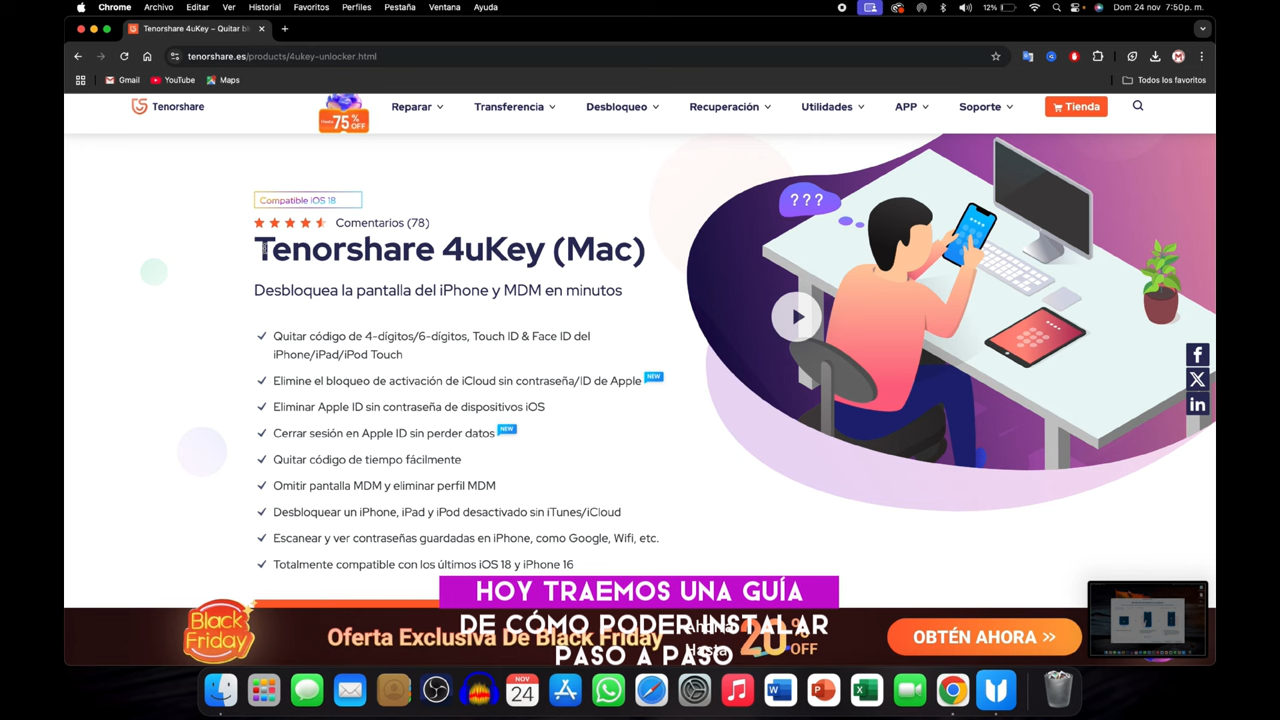 Chrome Archivo Editar Ver Historial Favoritos Perfiles Pestaña Ventana Ayuda
12% Dom 24 nov 7:50 p. m.
Tenorshare 4uKey – Quitar bl
tenorshare.es/products/4ukey-unlocker.html
Gmail YouTube Maps Todos los favoritos
Tenorshare
Hasta 75% OFF
Reparar Transferencia Desbloqueo Recuperación Utilidades APP Soporte Tienda
Compatible iOS 18
Comentarios (78)
Tenorshare 4uKey (Mac)
Desbloquea la pantalla del iPhone y MDM en minutos
Quitar código de 4-dígitos/6-dígitos, Touch ID & Face ID del
iPhone/iPad/iPod Touch
Elimine el bloqueo de activación de iCloud sin contraseña/ID de Apple NEW
Eliminar Apple ID sin contraseña de dispositivos iOS
Cerrar sesión en Apple ID sin perder datos NEW
Quitar código de tiempo fácilmente
Omitir pantalla MDM y eliminar perfil MDM
Desbloquear un iPhone, iPad y iPod desactivado sin iTunes/iCloud
Escanear y ver contraseñas guardadas en iPhone, como Google, Wifi, etc.
Totalmente compatible con los últimos iOS 18 y iPhone 16
???
HOY TRAEMOS UNA GUÍA
DE CÓMO PODER INSTALAR
PASO A PASO
Black
Friday
Oferta Exclusiva De Black Friday
Ahorra
Hasta
20% OFF
OBTÉN AHORA >>
NOV
24